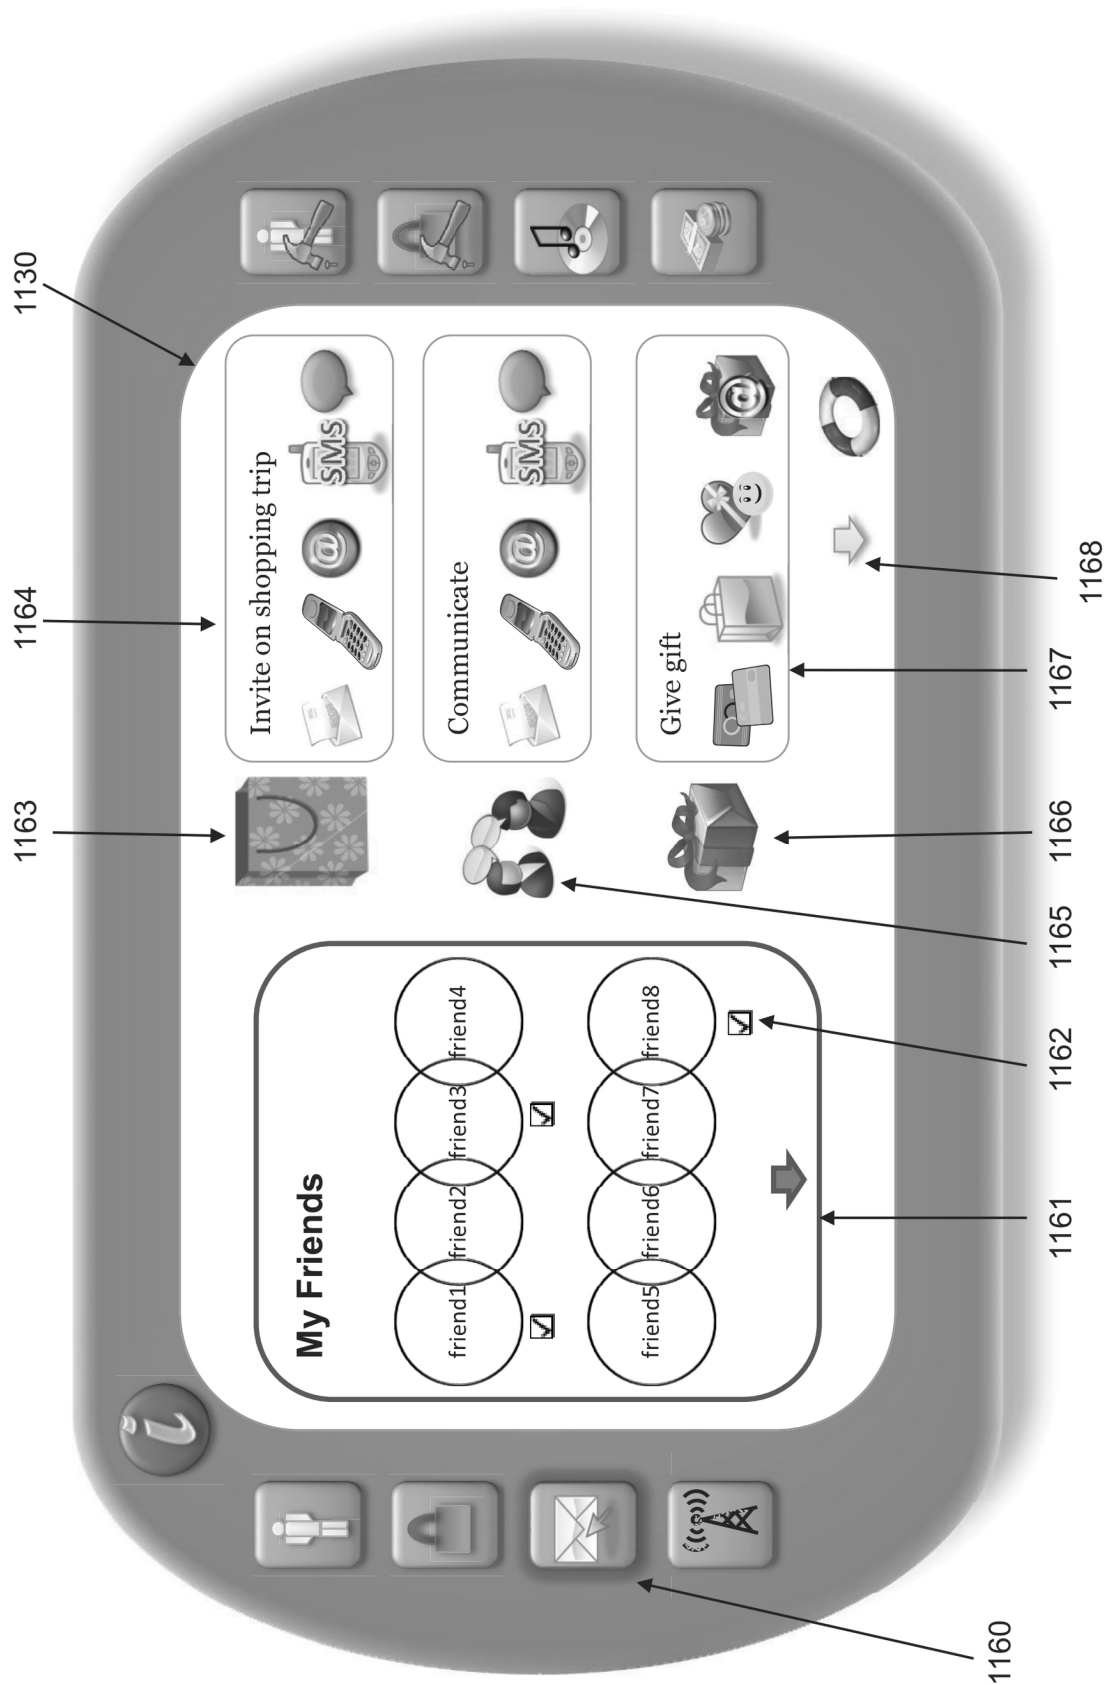 1130
1164
1163
Invite on shopping trip
SMS
@
Communicate
SMS
@
Give gift
@
My Friends
friend1
friend2
friend3
friend4
friend5
friend6
friend7
friend8
i
1160
1161
1162
1165
1166
1167
1168